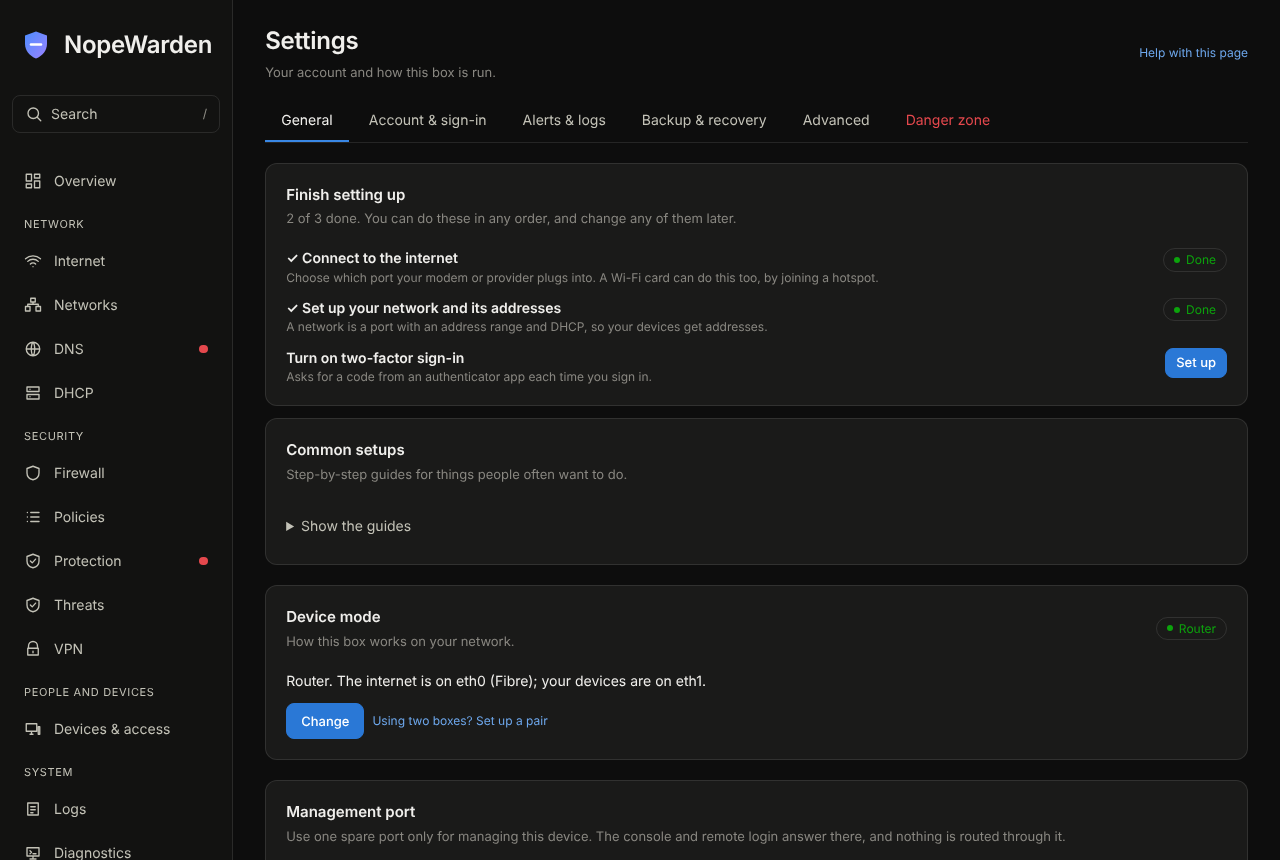 NopeWarden
Search /
Overview
NETWORK
Internet
Networks
DNS
DHCP
SECURITY
Firewall
Policies
Protection
Threats
VPN
PEOPLE AND DEVICES
Devices & access
SYSTEM
Logs
Diagnostics
Settings
Help with this page
Your account and how this box is run.
General Account & sign-in Alerts & logs Backup & recovery Advanced Danger zone
Finish setting up
2 of 3 done. You can do these in any order, and change any of them later.
✓ Connect to the internet
Done
Choose which port your modem or provider plugs into. A Wi-Fi card can do this too, by joining a hotspot.
✓ Set up your network and its addresses
Done
A network is a port with an address range and DHCP, so your devices get addresses.
Turn on two-factor sign-in
Set up
Asks for a code from an authenticator app each time you sign in.
Common setups
Step-by-step guides for things people often want to do.
Show the guides
Device mode
Router
How this box works on your network.
Router. The internet is on eth0 (Fibre); your devices are on eth1.
Change Using two boxes? Set up a pair
Management port
Use one spare port only for managing this device. The console and remote login answer there, and nothing is routed through it.